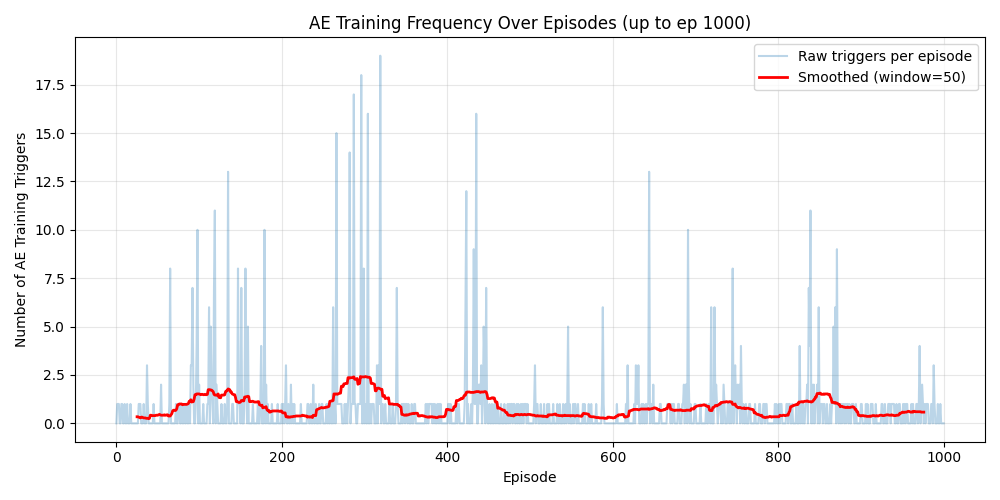 AE Training Frequency Over Episodes (up to ep 1000)
Raw triggers per episode
Smoothed (window=50)
Number of AE Training Triggers
17.5
15.0
12.5
10.0
7.5
5.0
2.5
0.0
0 200 400 600 800 1000
Episode